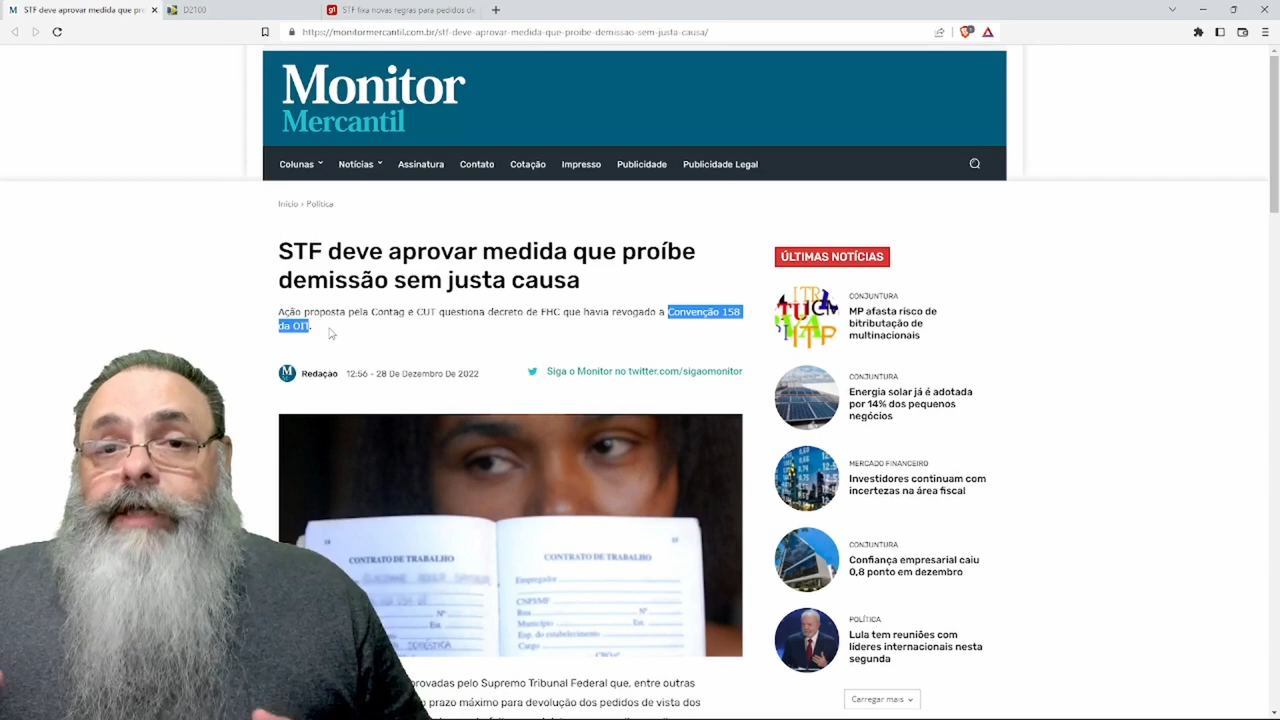 STF deve aprovar medida que pr
D2100
STF fixa novas regras para pedidos de
https://monitormercantil.com.br/stf-deve-aprovar-medida-que-proibe-demissao-sem-justa-causa/
Monitor
Mercantil
Colunas Notícias Assinatura Contato Cotação Impresso Publicidade Publicidade Legal
Início › Política
STF deve aprovar medida que proíbe
demissão sem justa causa
Ação proposta pela Contag e CUT questiona decreto de FHC que havia revogado a Convenção 158
da OIT.
Redação 12:56 - 28 De Dezembro De 2022
Siga o Monitor no twitter.com/sigaomonitor
CONTRATO DE TRABALHO
CONTRATO DE TRABALHO
Empregador
CNPJ/MF
Rua Nº
Município Est.
Esp. do estabelecimento
Cargo
Nº
Est.
DOMÉSTICA
provadas pelo Supremo Tribunal Federal que, entre outras
prazo máximo para devolução dos pedidos de vista dos
ÚLTIMAS NOTÍCIAS
CONJUNTURA
MP afasta risco de
bitributação de
multinacionais
CONJUNTURA
Energia solar já é adotada
por 14% dos pequenos
negócios
MERCADO FINANCEIRO
Investidores continuam com
incertezas na área fiscal
CONJUNTURA
Confiança empresarial caiu
0,8 ponto em dezembro
POLÍTICA
Lula tem reuniões com
líderes internacionais nesta
segunda
Carregar mais